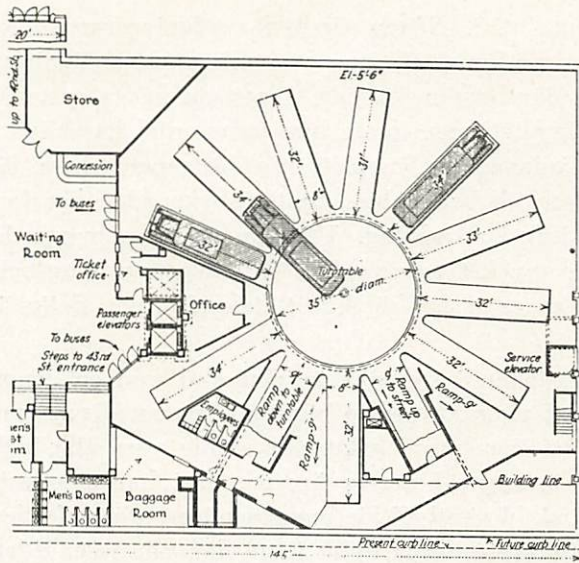 20'
up to 42nd St.
Store
Concession
To buses
Waiting
Room
Ticket
office
Office
Passenger
elevators
To buses
Steps to 43rd
St. entrance
El-5'6"
34'
32'
31'
34'
8'
32'
33'
32'
32'
34'
Turntable
35'
diam.
Service
elevator
Employees
Ramp
down to
turntable
9'
Ramp-9'
8'
32'
9'
Ramp up
to street
Ramp-9'
Men's Room
Baggage
Room
Building line
Present curb line
Future curb line
145'